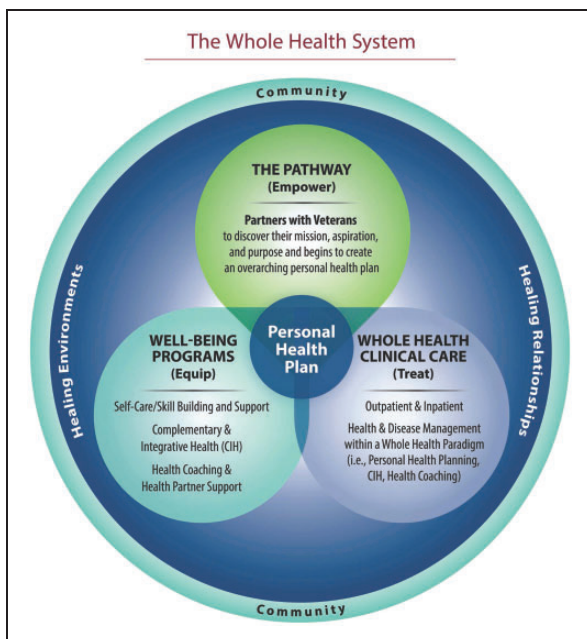 The Whole Health System
Community
THE PATHWAY
(Empower)
Partners with Veterans
to discover their mission, aspiration,
and purpose and begins to create
an overarching personal health plan
Healing Environments
Healing Relationships
Personal
Health
Plan
WELL-BEING
PROGRAMS
(Equip)
Self-Care/Skill Building and Support
Complementary &
Integrative Health (CIH)
Health Coaching &
Health Partner Support
WHOLE HEALTH
CLINICAL CARE
(Treat)
Outpatient & Inpatient
Health & Disease Management
within a Whole Health Paradigm
(i.e., Personal Health Planning,
CIH, Health Coaching)
Community